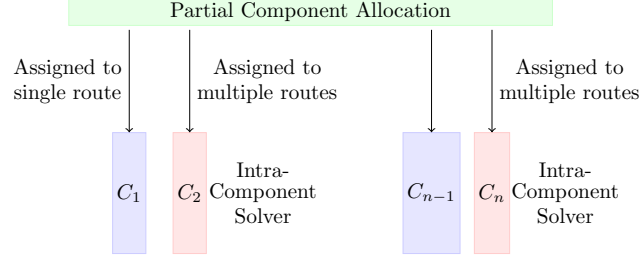 Partial Component Allocation
Assigned to
single route
Assigned to
multiple routes
Assigned to
multiple routes
C1
C2
Intra-
Component
Solver
Cn−1
Cn
Intra-
Component
Solver